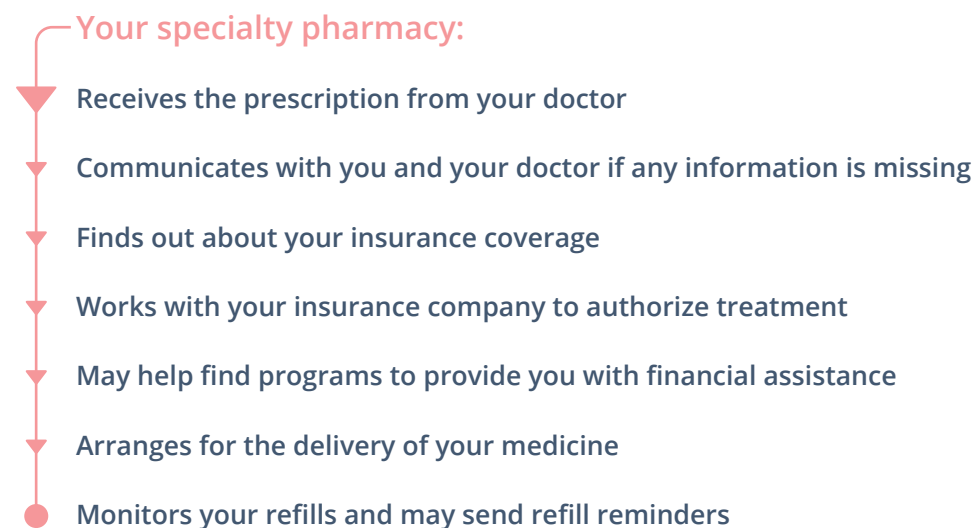 Your specialty pharmacy:
Receives the prescription from your doctor
Communicates with you and your doctor if any information is missing
Finds out about your insurance coverage
Works with your insurance company to authorize treatment
May help find programs to provide you with financial assistance
Arranges for the delivery of your medicine
Monitors your refills and may send refill reminders